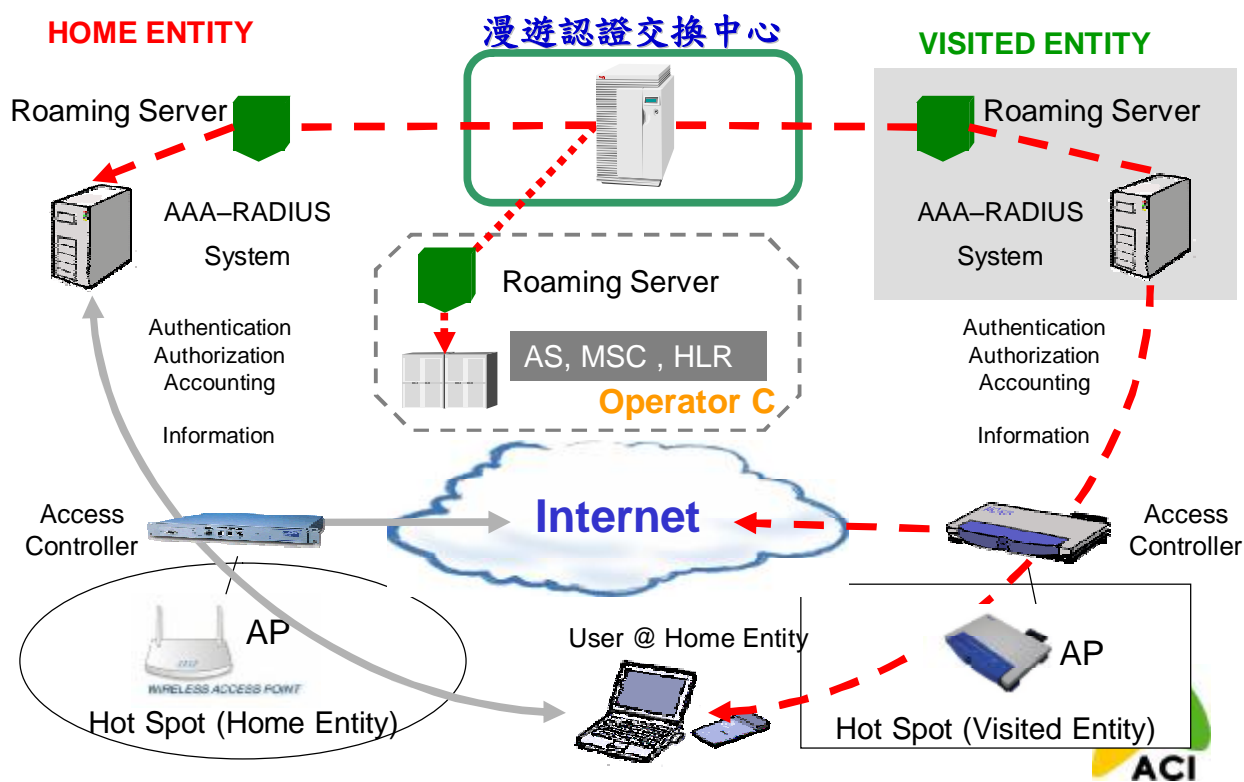 HOME ENTITY
漫遊認證交換中心
VISITED ENTITY
Roaming Server
Roaming Server
AAA–RADIUS
System
AAA–RADIUS
System
Roaming Server
AS, MSC , HLR
Operator C
Authentication
Authorization
Accounting
Information
Authentication
Authorization
Accounting
Information
Access
Controller
Internet
Access
Controller
AP
WIRELESS ACCESS POINT
Hot Spot (Home Entity)
User @ Home Entity
AP
Hot Spot (Visited Entity)
ACI